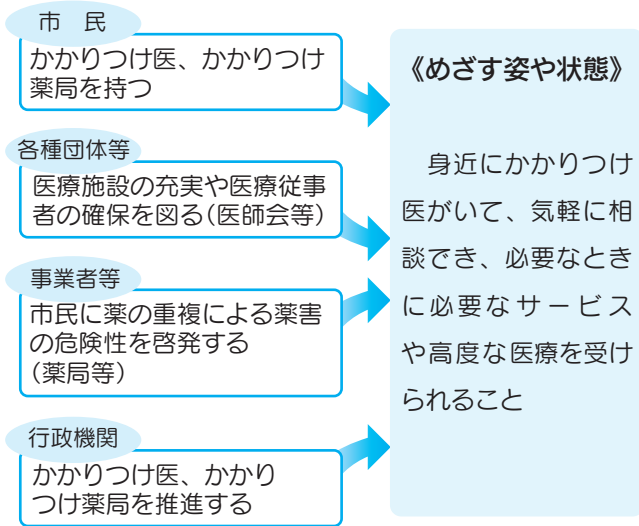 市　民
かかりつけ医、かかりつけ
薬局を持つ
各種団体等
医療施設の充実や医療従事
者の確保を図る(医師会等)
事業者等
市民に薬の重複による薬害
の危険性を啓発する
(薬局等)
行政機関
かかりつけ医、かかり
つけ薬局を推進する
《めざす姿や状態》
身近にかかりつけ
医がいて、気軽に相
談でき、必要なとき
に必要なサービス
や高度な医療を受け
られること